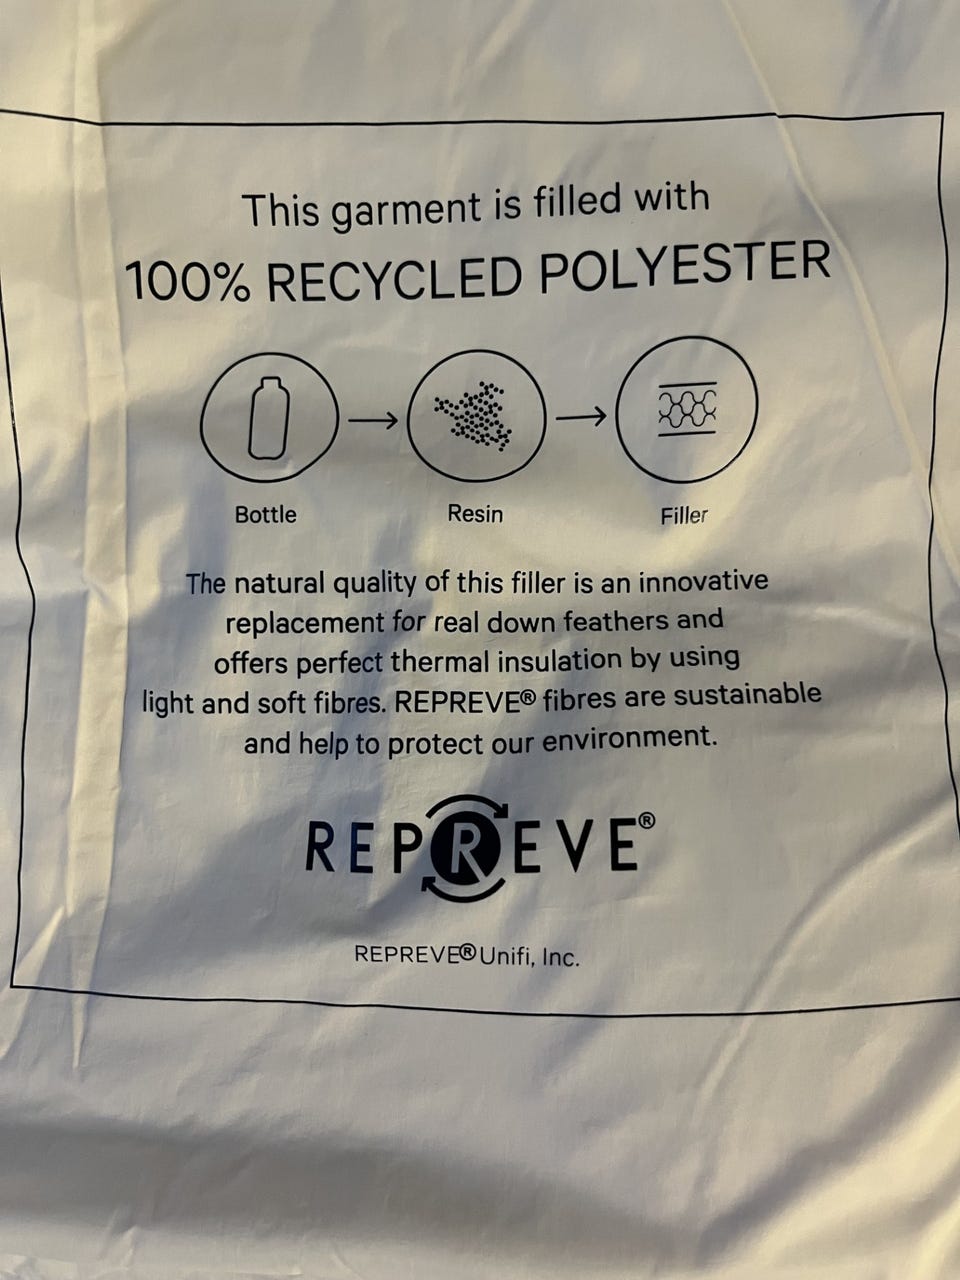 This garment is filled with
100% RECYCLED POLYESTER
Bottle Resin Filler
The natural quality of this filler is an innovative
replacement for real down feathers and
offers perfect thermal insulation by using
light and soft fibres. REPREVE® fibres are sustainable
and help to protect our environment.
REPREVE®
REPREVE® Unifi, Inc.